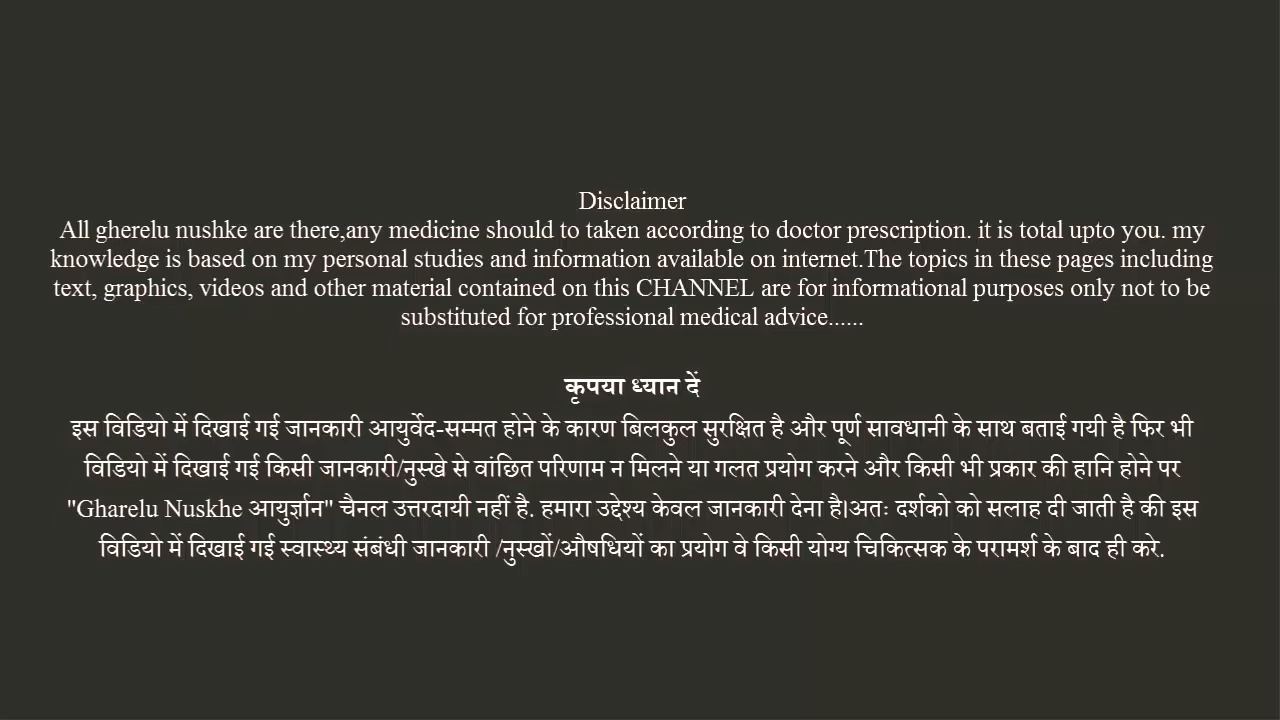 Disclaimer
All gherelu nushke are there,any medicine should to taken according to doctor prescription. it is total upto you. my
knowledge is based on my personal studies and information available on internet.The topics in these pages including
text, graphics, videos and other material contained on this CHANNEL are for informational purposes only not to be
substituted for professional medical advice......
कृपया ध्यान दें
इस विडियो में दिखाई गई जानकारी आयुर्वेद-सम्मत होने के कारण बिलकुल सुरक्षित है और पूर्ण सावधानी के साथ बताई गयी है फिर भी
विडियो में दिखाई गई किसी जानकारी/नुस्खे से वांछित परिणाम न मिलने या गलत प्रयोग करने और किसी भी प्रकार की हानि होने पर
"Gharelu Nuskhe आयुर्ज्ञान" चैनल उत्तरदायी नहीं है. हमारा उद्देश्य केवल जानकारी देना है।अतः दर्शको को सलाह दी जाती है की इस
विडियो में दिखाई गई स्वास्थ्य संबंधी जानकारी /नुस्खों/औषधियों का प्रयोग वे किसी योग्य चिकित्सक के परामर्श के बाद ही करे.